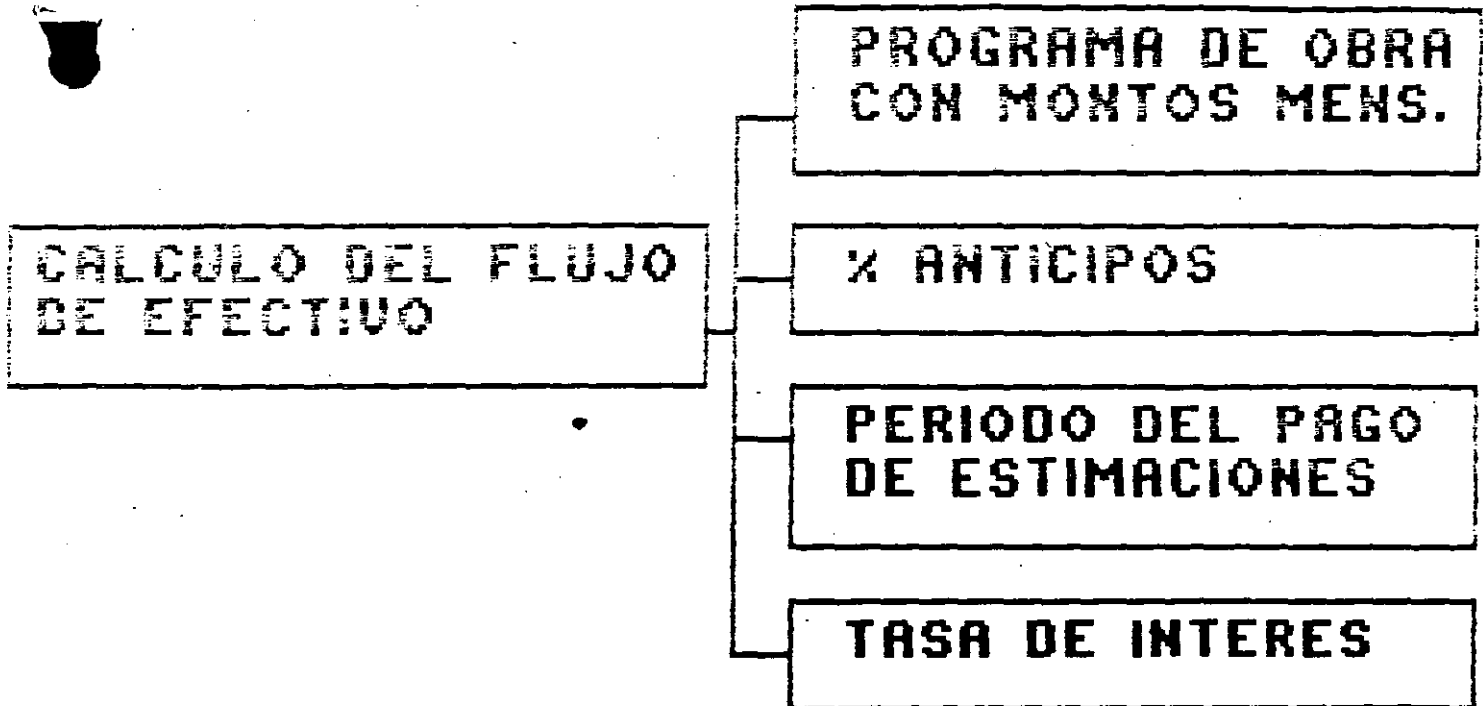 PROGRAMA DE OBRA
CON MONTOS MENS.
CALCULO DEL FLUJO
DE EFECTIVO
% ANTICIPOS
PERIODO DEL PAGO
DE ESTIMACIONES
TASA DE INTERES